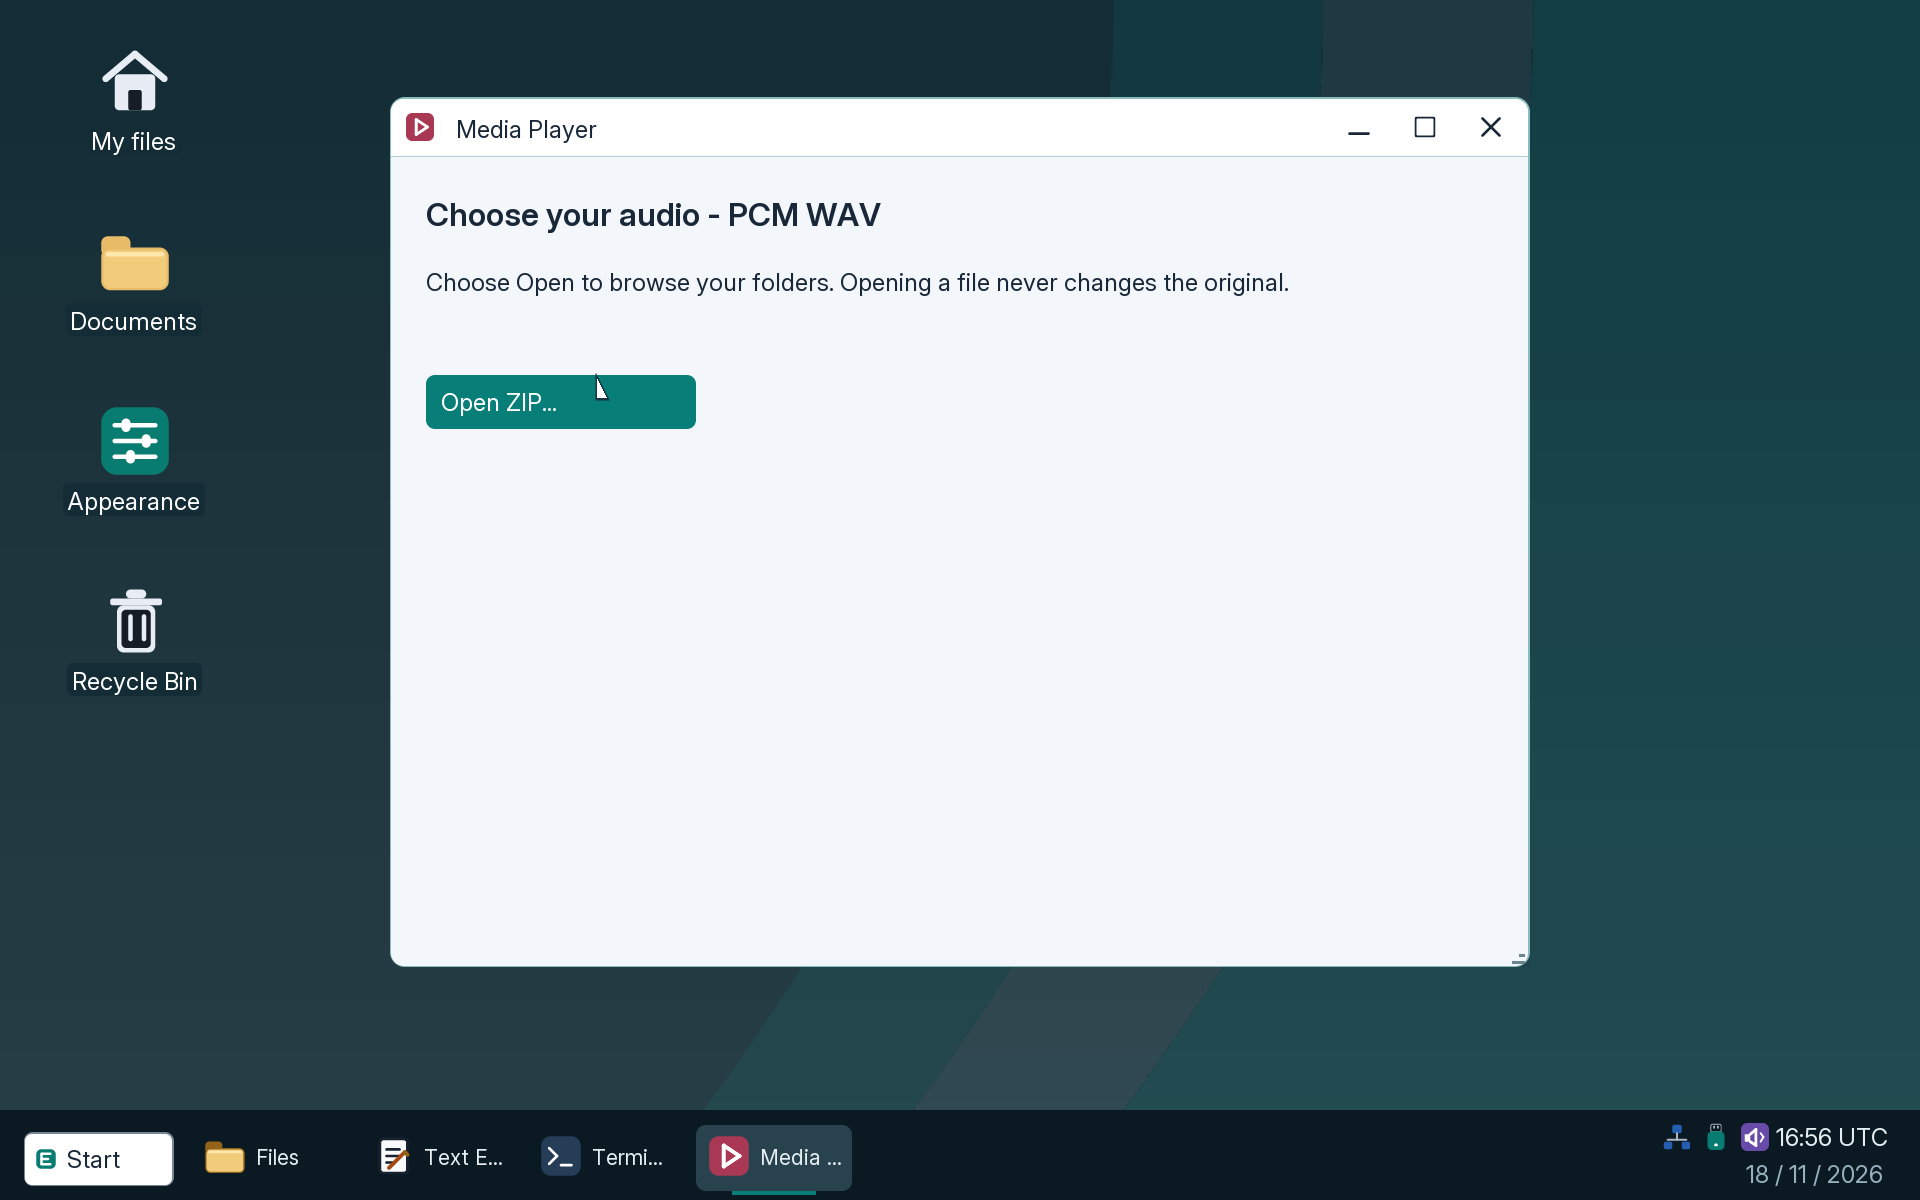 My files
Documents
Appearance
Recycle Bin
Media Player
Choose your audio - PCM WAV
Choose Open to browse your folders. Opening a file never changes the original.
Open ZIP...
Start
Files
Text E...
Termi...
Media ...
16:56 UTC
18 / 11 / 2026